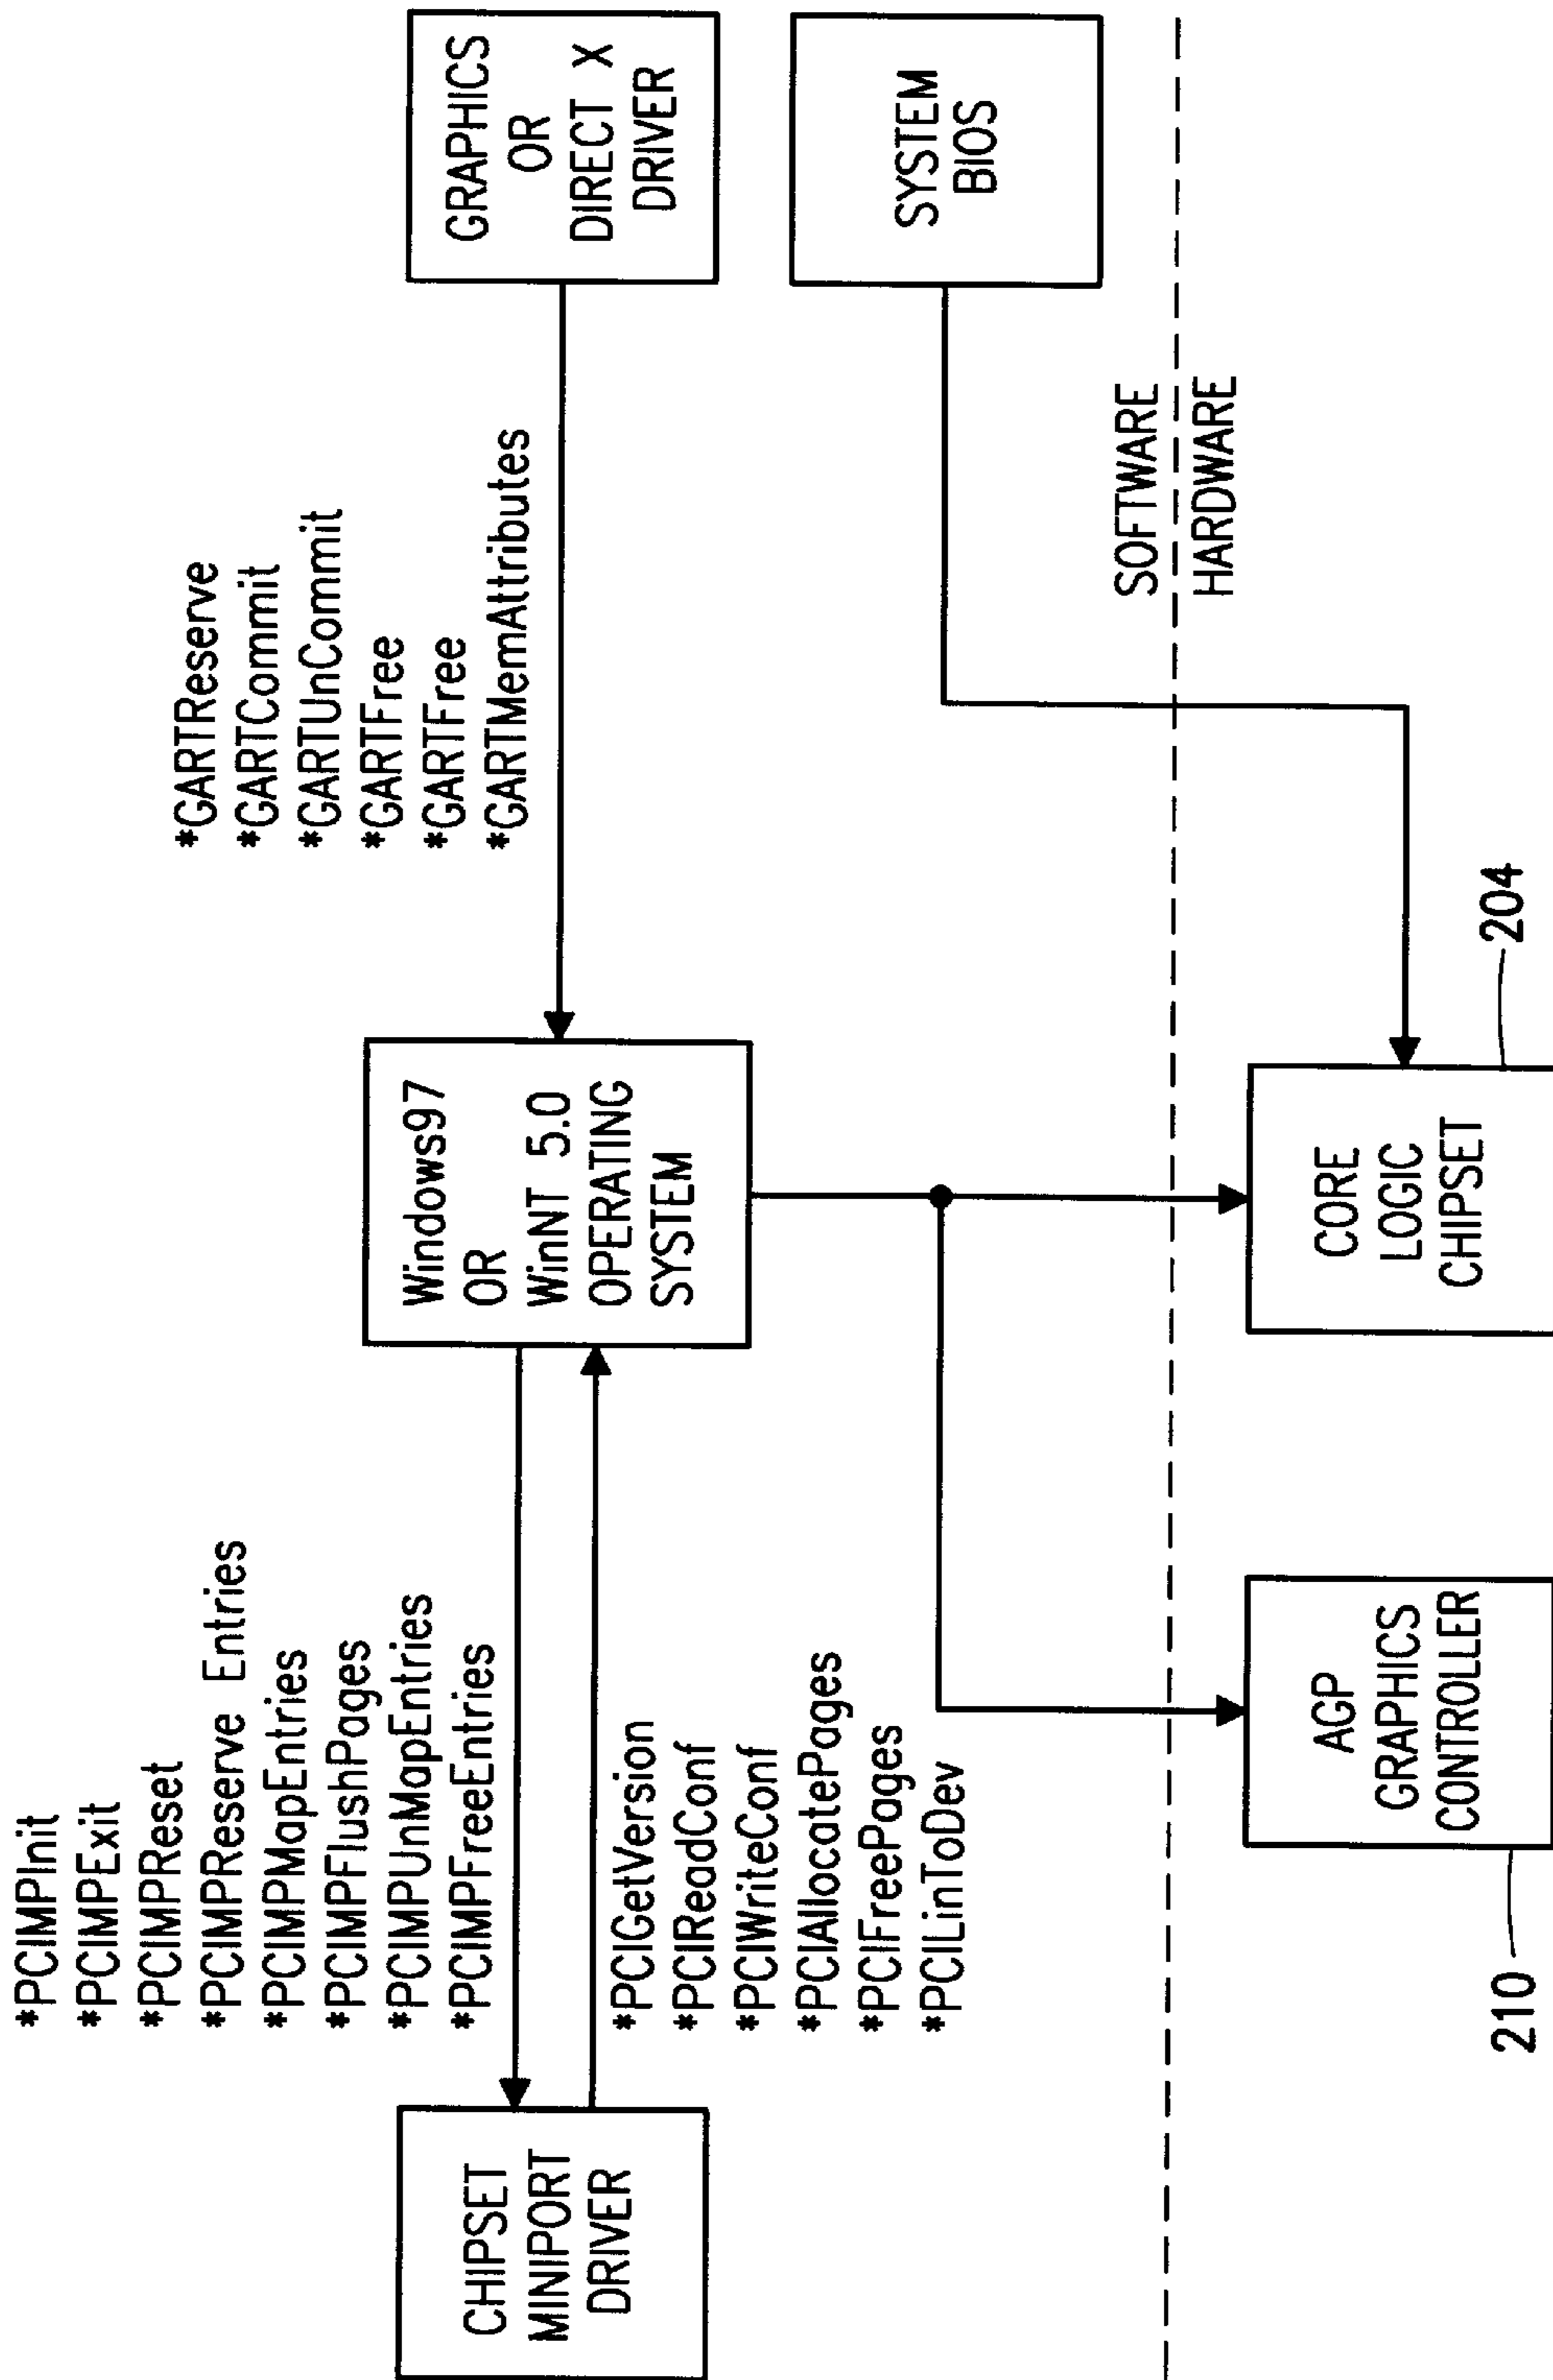 *PCIMPInit
*PCIMPExit
*PCIMPReset
*PCIMPReserve Entries
*PCIMPMapEntries
*PCIMPFlushPages
*PCIMPUnMapEntries
*PCIMPFreeEntries
*GARTReserve
*GARTCommit
*GARTUnCommit
*GARTFree
*GARTFree
*GARTMemAttributes
CHIPSET
MINIPORT
DRIVER
*PCIGetVersion
*PCIReadConf
*PCIWriteConf
*PCIAllocatePages
*PCIFreePages
*PCILinToDev
Windows97
OR
WinNT 5.0
OPERATING
SYSTEM
GRAPHICS
OR
DIRECT X
DRIVER
SYSTEM
BIOS
SOFTWARE
HARDWARE
AGP
GRAPHICS
CONTROLLER
210
CORE
LOGIC
CHIPSET
204